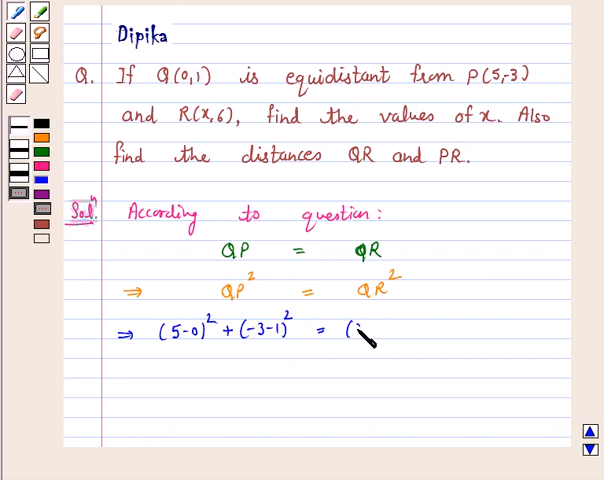 Dipika
Q. If Q(0,1) is equidistant from P(5,-3)
and R(x,6), find the values of x. Also
find the distances QR and PR.
Solⁿ According to question:
QP = QR
⇒ QP² = QR²
⇒ (5-0)² + (-3-1)² = (